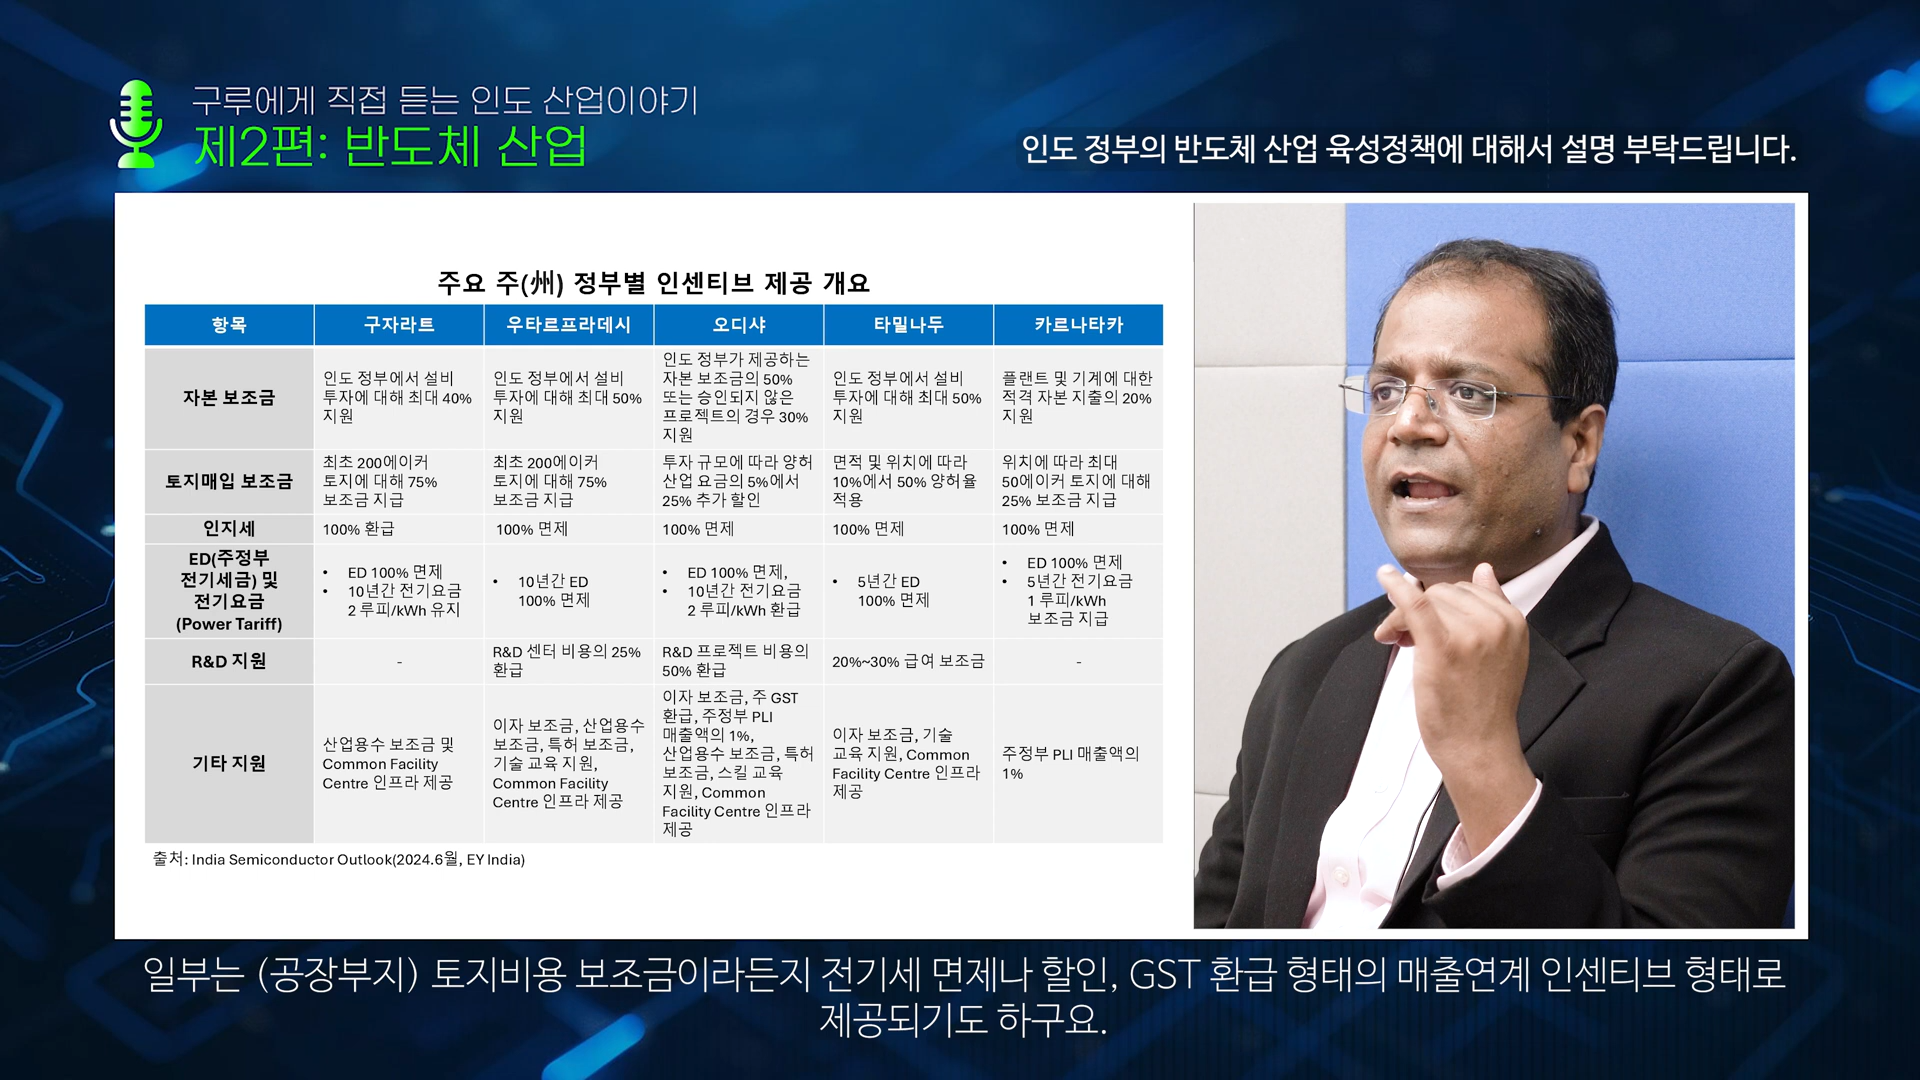 구루에게 직접 듣는 인도 산업이야기
제2편: 반도체 산업
인도 정부의 반도체 산업 육성정책에 대해서 설명 부탁드립니다.
주요 주(州) 정부별 인센티브 제공 개요
항목
구자라트
우타르프라데시
오디샤
타밀나두
카르나타카
자본 보조금
인도 정부에서 설비
투자에 대해 최대 40%
지원
인도 정부에서 설비
투자에 대해 최대 50%
지원
인도 정부가 제공하는
자본 보조금의 50%
또는 승인되지 않은
프로젝트의 경우 30%
지원
인도 정부에서 설비
투자에 대해 최대 50%
지원
플랜트 및 기계에 대한
적격 자본 지출의 20%
지원
토지매입 보조금
최초 200에이커
토지에 대해 75%
보조금 지급
최초 200에이커
토지에 대해 75%
보조금 지급
투자 규모에 따라 양허
산업 요금의 5%에서
25% 추가 할인
면적 및 위치에 따라
10%에서 50% 양허율
적용
위치에 따라 최대
50에이커 토지에 대해
25% 보조금 지급
인지세
100% 환급
100% 면제
100% 면제
100% 면제
100% 면제
ED(주정부
전기세금) 및
전기요금
(Power Tariff)
• ED 100% 면제
• 10년간 전기요금
2 루피/kWh 유지
• 10년간 ED
100% 면제
• ED 100% 면제,
• 10년간 전기요금
2 루피/kWh 환급
• 5년간 ED
100% 면제
• ED 100% 면제
• 5년간 전기요금
1 루피/kWh
보조금 지급
R&D 지원
-
R&D 센터 비용의 25%
환급
R&D 프로젝트 비용의
50% 환급
20%~30% 급여 보조금
-
기타 지원
산업용수 보조금 및
Common Facility
Centre 인프라 제공
이자 보조금, 산업용수
보조금, 특허 보조금,
기술 교육 지원,
Common Facility
Centre 인프라 제공
이자 보조금, 주 GST
환급, 주정부 PLI
매출액의 1%,
산업용수 보조금, 특허
보조금, 스킬 교육
지원, Common
Facility Centre 인프라
제공
이자 보조금, 기술
교육 지원, Common
Facility Centre 인프라
제공
주정부 PLI 매출액의
1%
출처: India Semiconductor Outlook(2024.6월, EY India)
일부는 (공장부지) 토지비용 보조금이라든지 전기세 면제나 할인, GST 환급 형태의 매출연계 인센티브 형태로
제공되기도 하구요.